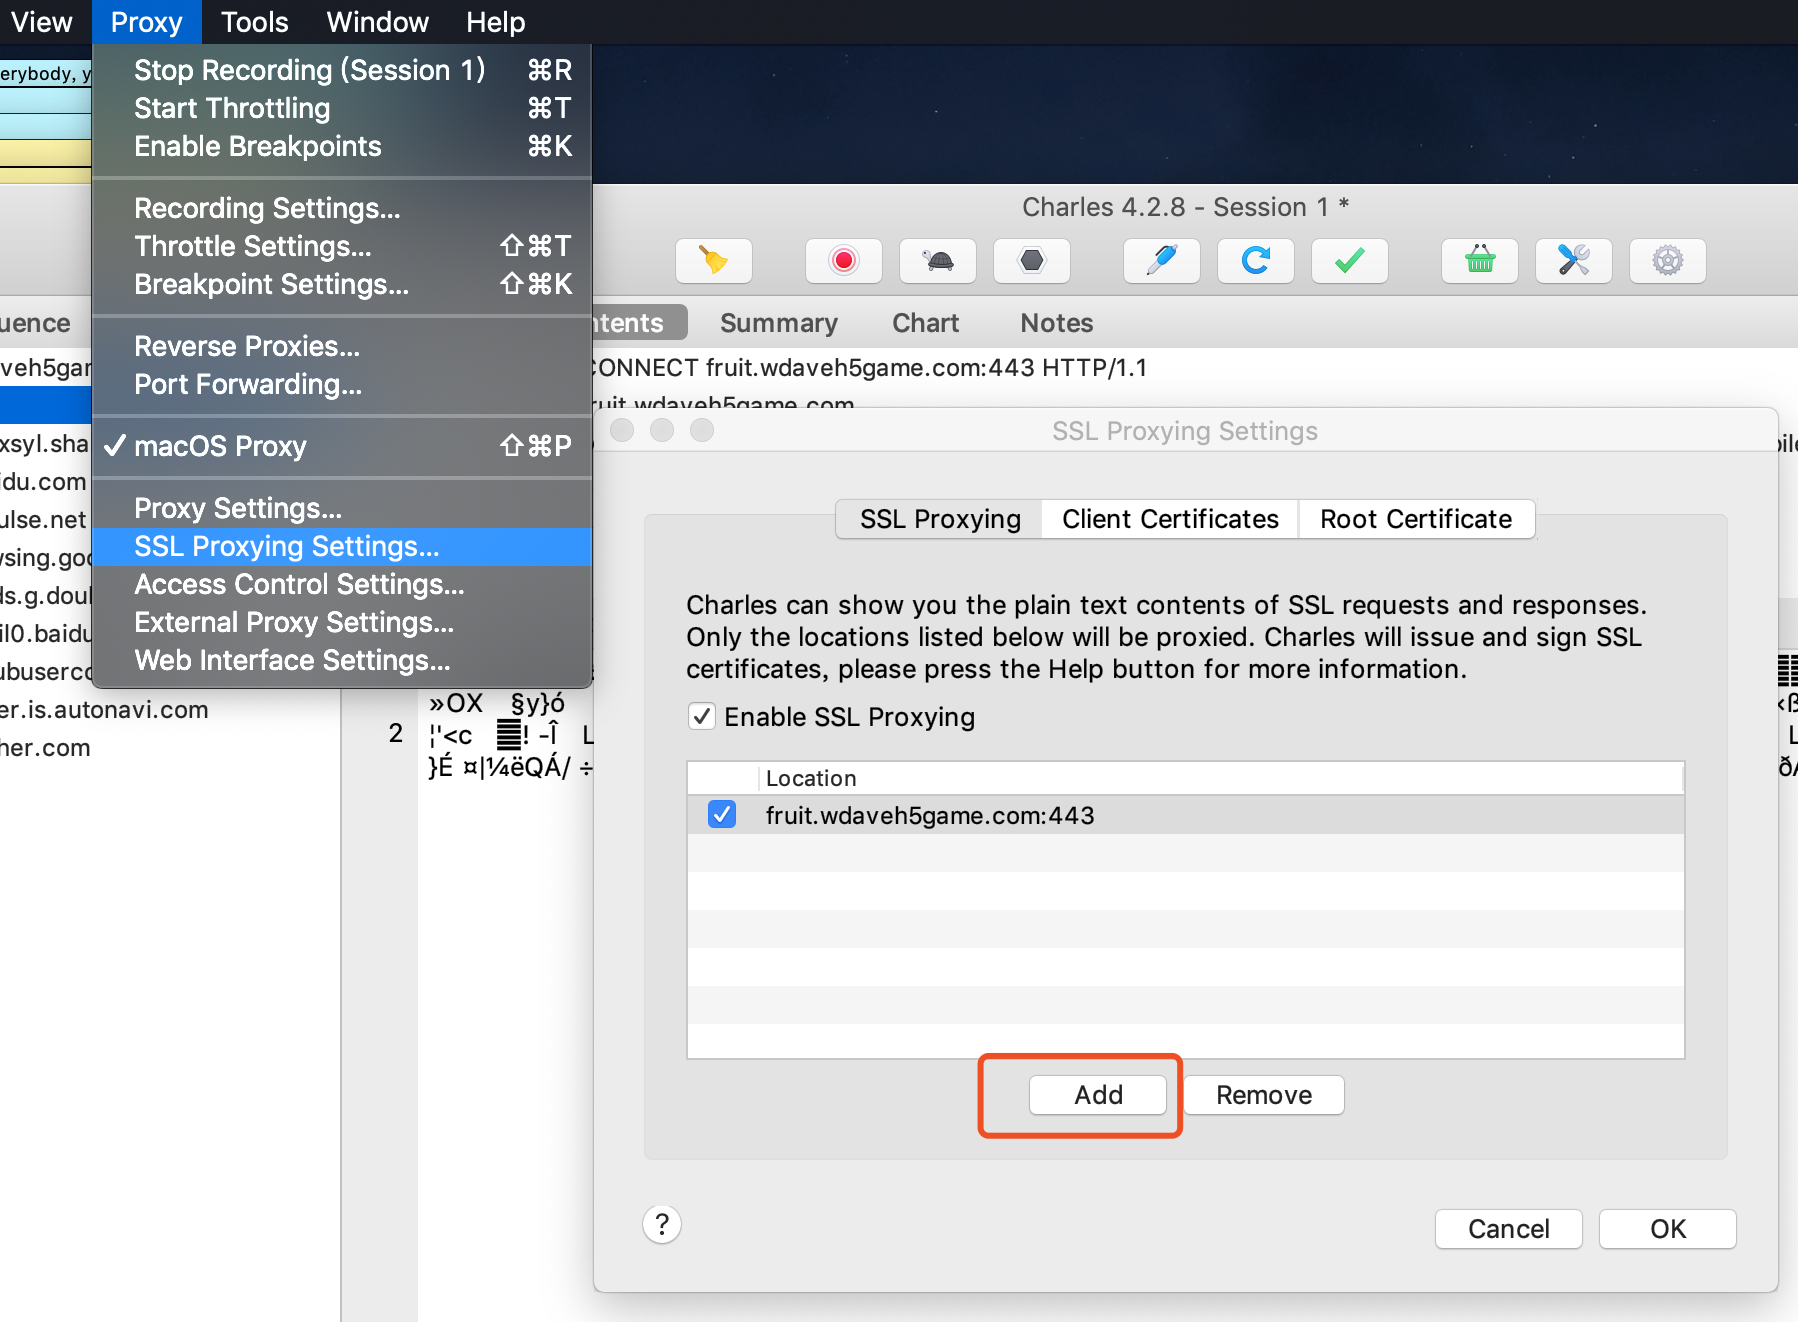 View Proxy Tools Window Help
erybody, y
Stop Recording (Session 1) ⌘R
Start Throttling ⌘T
Enable Breakpoints ⌘K
Recording Settings...
Throttle Settings... ⇧⌘T
Breakpoint Settings... ⇧⌘K
Reverse Proxies...
Port Forwarding...
✓ macOS Proxy ⇧⌘P
Proxy Settings...
SSL Proxying Settings...
Access Control Settings...
External Proxy Settings...
Web Interface Settings...
Charles 4.2.8 - Session 1 *
uence
ntents Summary Chart Notes
veh5gar
CONNECT fruit.wdaveh5game.com:443 HTTP/1.1
ruit.wdaveh5game.com
xsyl.sha
idu.com
ulse.net
wsing.goo
ds.g.doul
il0.baidu
ubuserco
er.is.autonavi.com
her.com
»OX §y}ó
2 ¦'<c ! -Î L
}É ¤|¼ëQÁ/ ÷
SSL Proxying Settings
SSL Proxying Client Certificates Root Certificate
Charles can show you the plain text contents of SSL requests and responses.
Only the locations listed below will be proxied. Charles will issue and sign SSL
certificates, please press the Help button for more information.
✓ Enable SSL Proxying
Location
✓ fruit.wdaveh5game.com:443
Add Remove
? Cancel OK